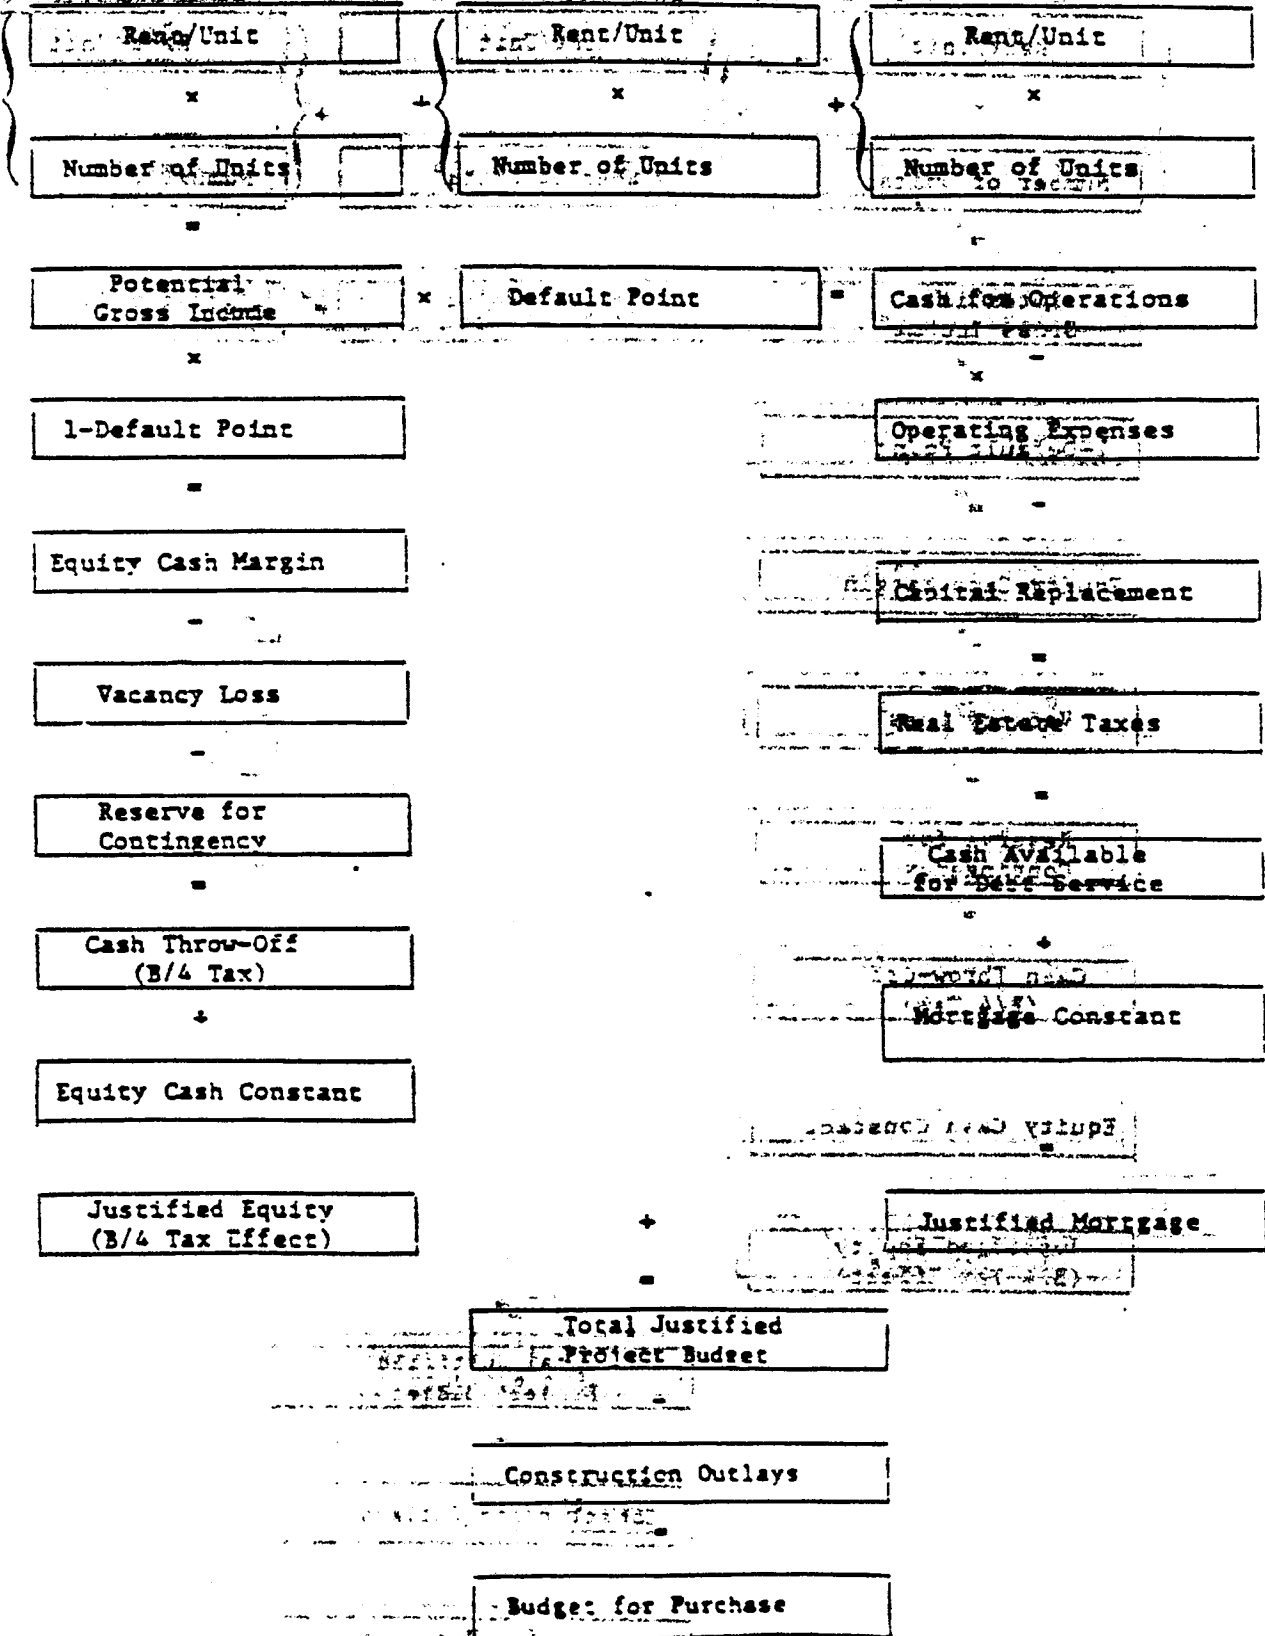 Rent/Unit Rent/Unit Rent/Unit
× + × + ×
Number of Units Number of Units Number of Units
=
Potential
Gross Income × Default Point = Cash for Operations
× -
1-Default Point Operating Expenses
= -
Equity Cash Margin Capital Replacement
- =
Vacancy Loss Real Estate Taxes
- =
Reserve for
Contingency
Cash Available
for Debt Service
=
Cash Throw-Off
(B/4 Tax)
÷ ÷
Mortgage Constant
Equity Cash Constant
=
Justified Equity
(B/4 Tax Effect) + Justified Mortgage
=
Total Justified
Project Budget
-
Construction Outlays
=
Budget for Purchase